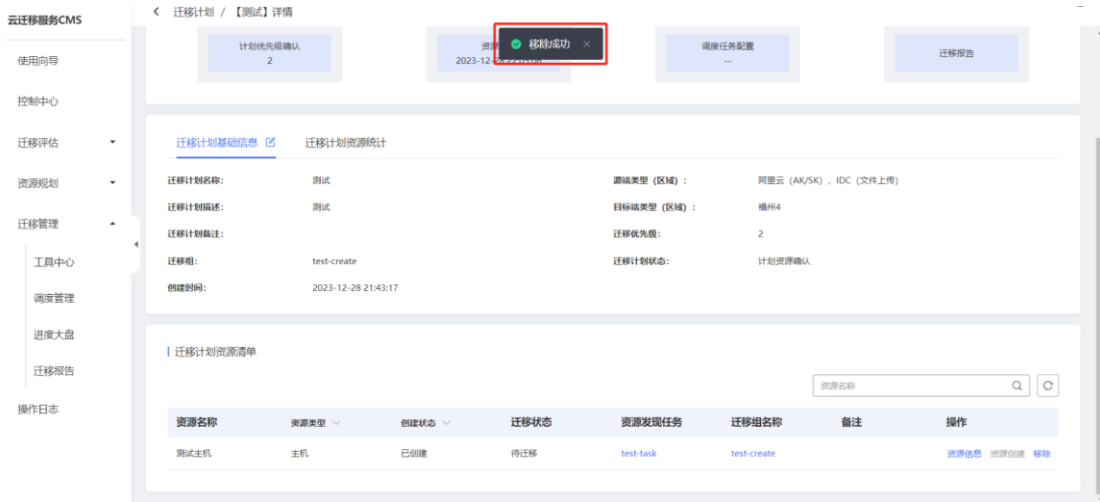 云迁移服务CMS
使用向导
控制中心
迁移评估
资源规划
迁移管理
工具中心
调度管理
进度大盘
迁移报告
操作日志
迁移计划 / 【测试】详情
移除成功
计划优先级确认
2
2023-12-28
调度任务配置
--
迁移报告
迁移计划基础信息 迁移计划资源统计
迁移计划名称: 测试 源端类型 (区域) : 阿里云 (AK/SK) , IDC (文件上传)
迁移计划描述: 测试 目标端类型 (区域) : 福州4
迁移计划备注: 迁移优先级: 2
迁移组: test-create 迁移计划状态: 计划资源确认
创建时间: 2023-12-28 21:43:17
迁移计划资源清单
资源名称
资源名称 资源类型 创建状态 迁移状态 资源发现任务 迁移组名称 备注 操作
测试主机 主机 已创建 待迁移 test-task test-create 资源信息 资源创建 移除